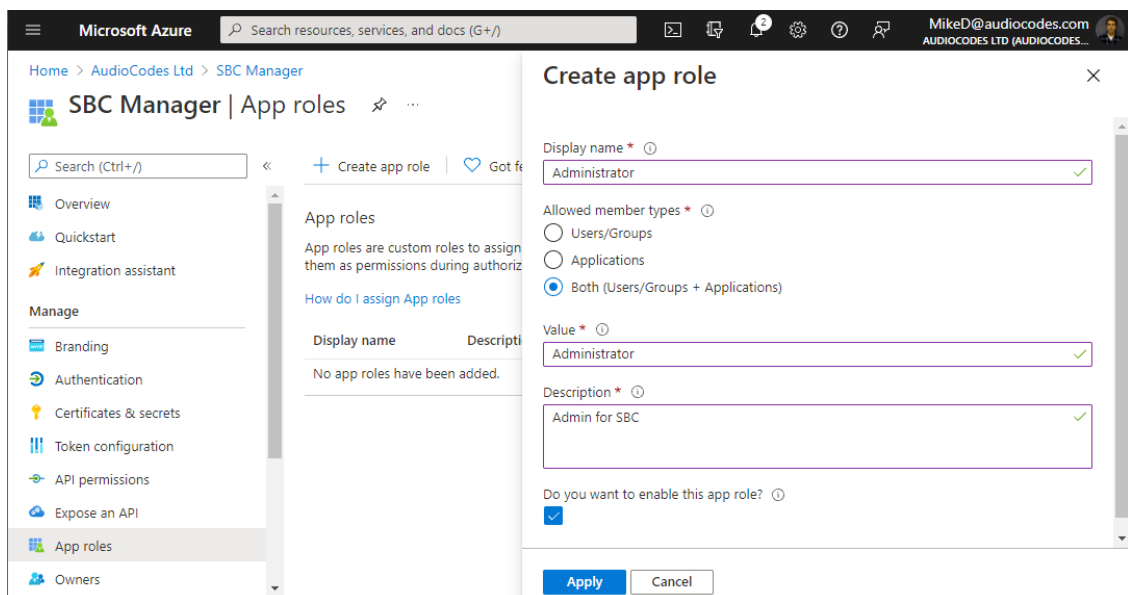 Microsoft Azure
Search resources, services, and docs (G+/)
2
MikeD@audiocodes.com
AUDIOCODES LTD (AUDIOCODES...
Home > AudioCodes Ltd > SBC Manager
SBC Manager | App roles
...
Search (Ctrl+/)
«
Overview
Quickstart
Integration assistant
Manage
Branding
Authentication
Certificates & secrets
Token configuration
API permissions
Expose an API
App roles
Owners
+ Create app role
Got fe
App roles
App roles are custom roles to assign
them as permissions during authoriz
How do I assign App roles
Display name Descripti
No app roles have been added.
Create app role
Display name *
Administrator
Allowed member types *
Users/Groups
Applications
Both (Users/Groups + Applications)
Value *
Administrator
Description *
Admin for SBC
Do you want to enable this app role?
Apply Cancel